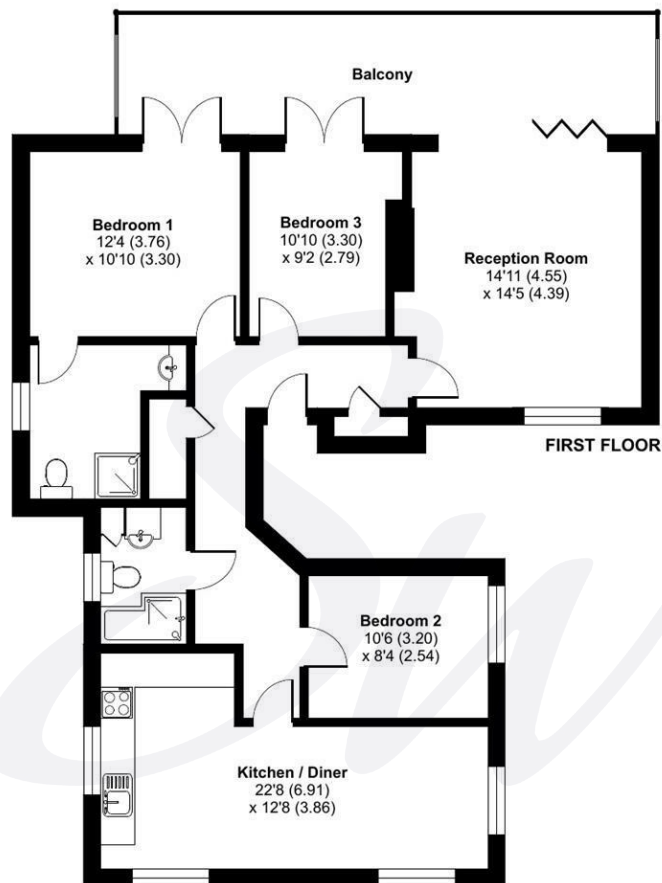 Balcony
Bedroom 1
12'4 (3.76)
x 10'10 (3.30)
Bedroom 3
10'10 (3.30)
x 9'2 (2.79)
Reception Room
14'11 (4.55)
x 14'5 (4.39)
FIRST FLOOR
Bedroom 2
10'6 (3.20)
x 8'4 (2.54)
Kitchen / Diner
22'8 (6.91)
x 12'8 (3.86)
Sw